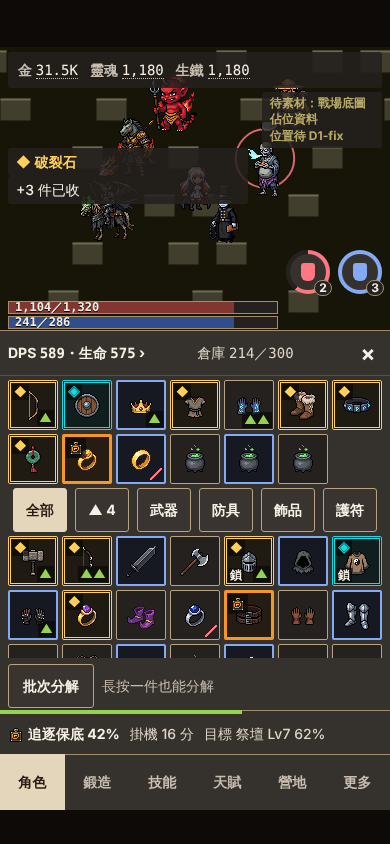 金 31.5K 靈魂 1,180 生鐵 1,180
待素材：戰場底圖
佔位資料
位置待 D1-fix
破裂石
+3 件已收
2
3
1,104／1,320
241／286
DPS 589・生命 575 ›
倉庫 214／300
×
全部
▲ 4
武器
防具
飾品
護符
鎖
鎖
批次分解
長按一件也能分解
追逐保底 42% 掛機 16 分 目標 祭壇 Lv7 62%
角色
鍛造
技能
天賦
營地
更多